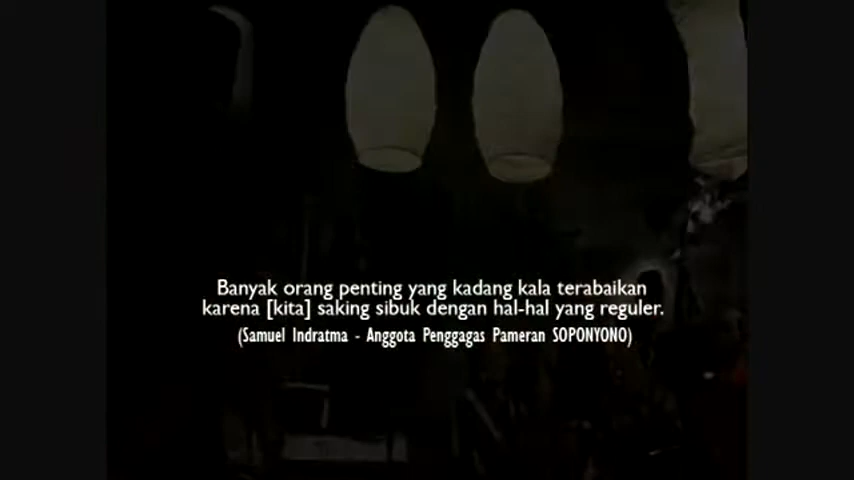 Banyak orang penting yang kadang kala terabaikan
karena [kita] saking sibuk dengan hal-hal yang reguler.
(Samuel Indratma - Anggota Penggagas Pameran SOPONYONO)